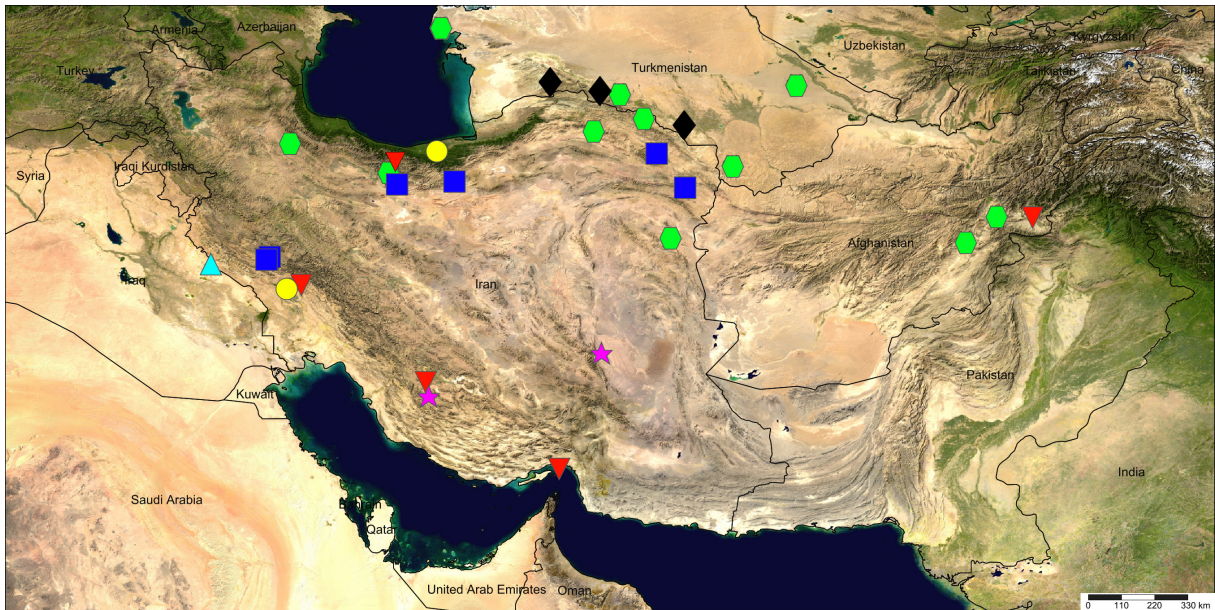 Armenia
Azerbaijan
Kyrgyzstan
Uzbekistan
Turkey
Turkmenistan
Tajikistan
China
Iraqi Kurdistan
Syria
Afghanistan
Iraq
Iran
Pakistan
Kuwait
India
Saudi Arabia
Qatar
United Arab Emirates
Oman
0 110 220 330 km